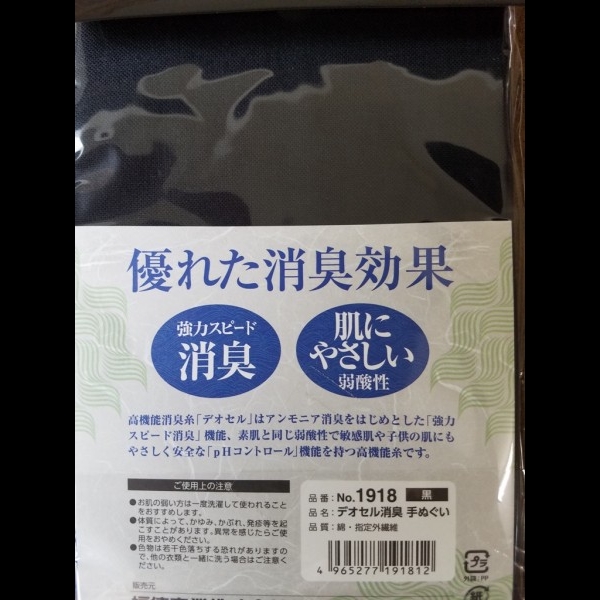 優れた消臭効果
強力スピード
消臭
肌に
やさしい
弱酸性
高機能消臭糸「デオセル」はアンモニア消臭をはじめとした「強力
スピード消臭」機能、素肌と同じ弱酸性で敏感肌や子供の肌にも
やさしく安全な「pHコントロール」機能を持つ高機能糸です。
ご使用上の注意
●お肌の弱い方は一度洗濯して使われること
をおすすめします。
●体質によって、かゆみ、かぶれ、発疹等を起
こすことがあります。異常を感じたらご使
用をおやめください。
●色物は若干色落ちする恐れがありますの
で、他の衣類と一緒に洗う場合はご注意く
ださい。
販売元
品番：No.1918 黒
品名：デオセル消臭 手ぬぐい
品質：綿・指定外繊維
4 965277 191812
プラ
外装：PP
紙